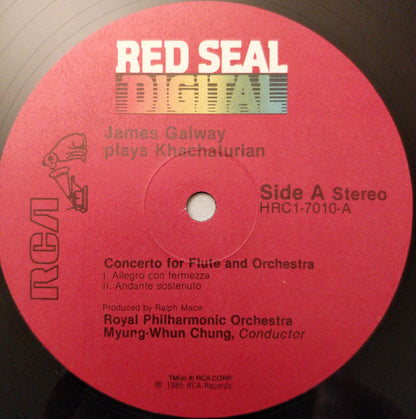 RED SEAL
DIGITAL
James Galway
plays Khachaturian
Side A Stereo
HRC1-7010-A
RCA
Concerto for Flute and Orchestra
I. Allegro con fermezza
II. Andante sostenuto
Produced by Ralph Mace
Royal Philharmonic Orchestra
Myung-Whun Chung, Conductor
TM(s) ® RCA CORP.
℗ 1985 RCA Records